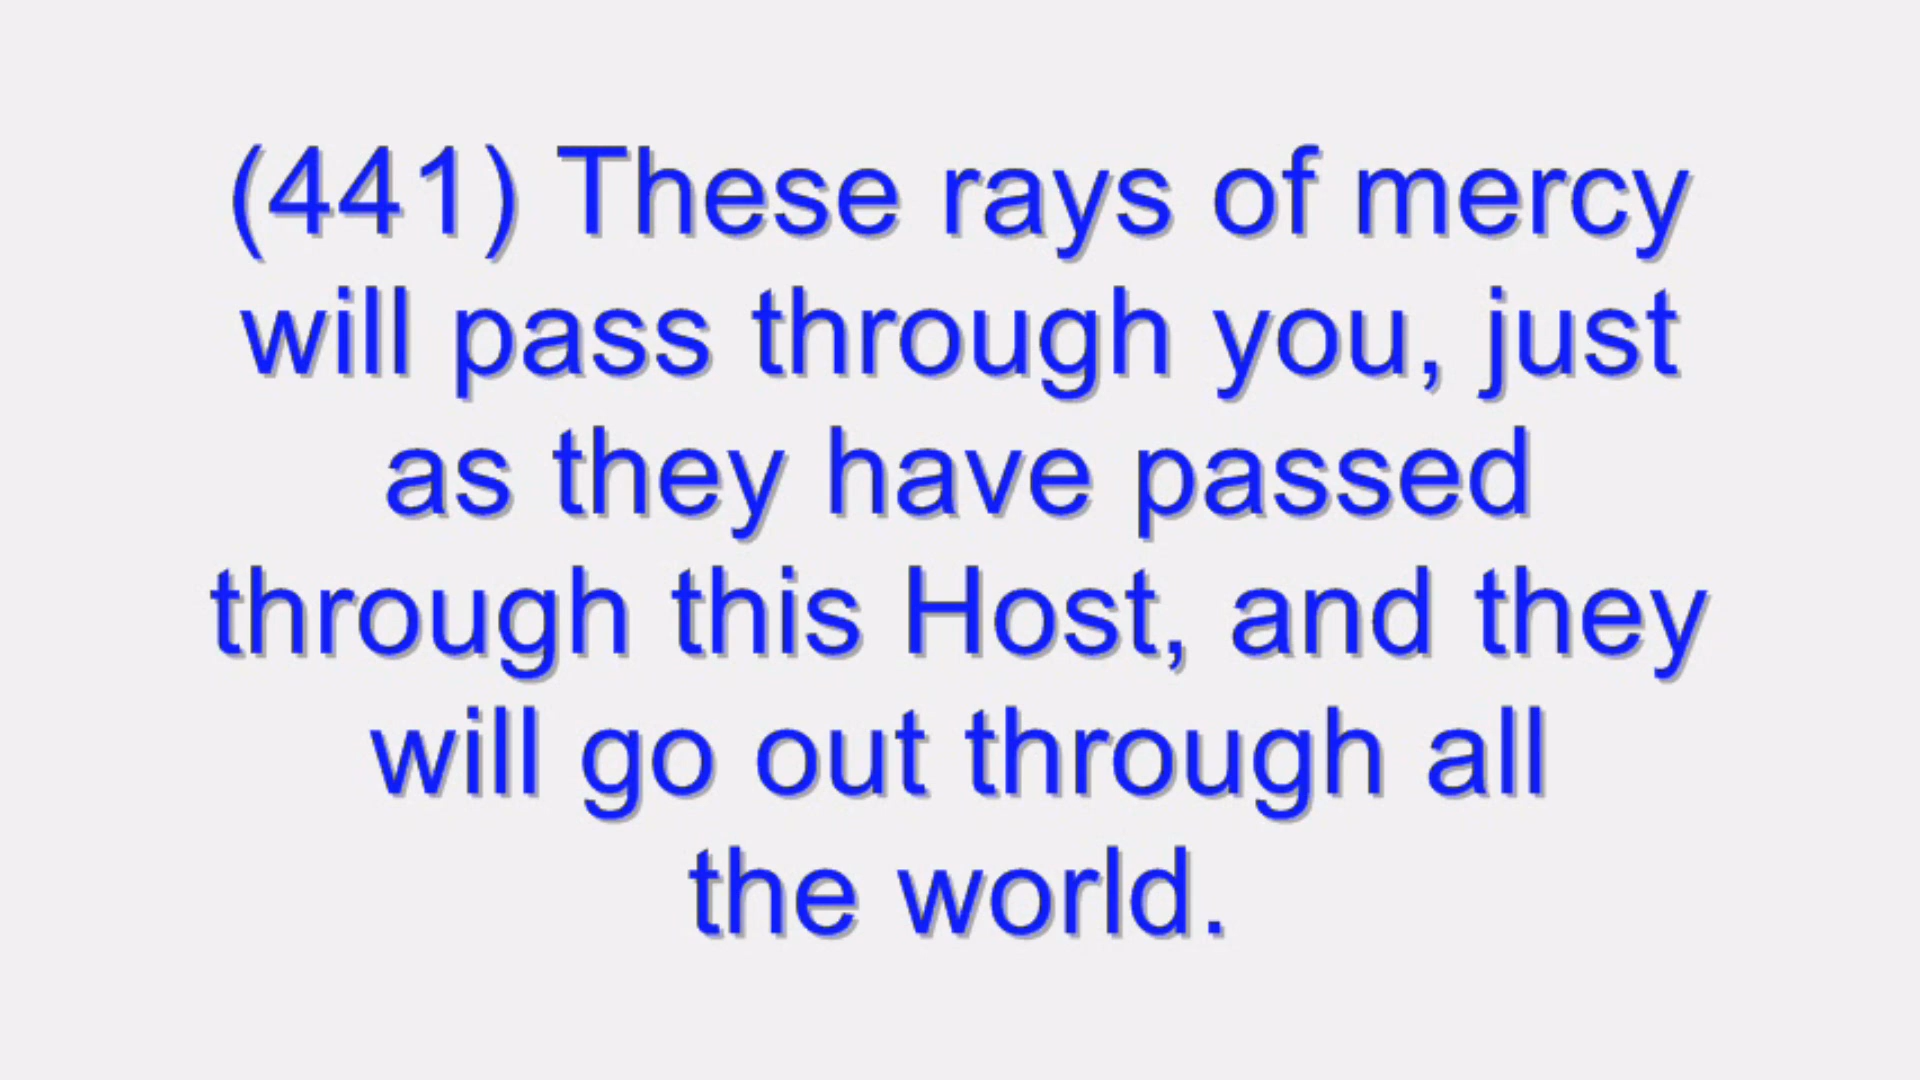 (441) These rays of mercy
will pass through you, just
as they have passed
through this Host, and they
will go out through all
the world.